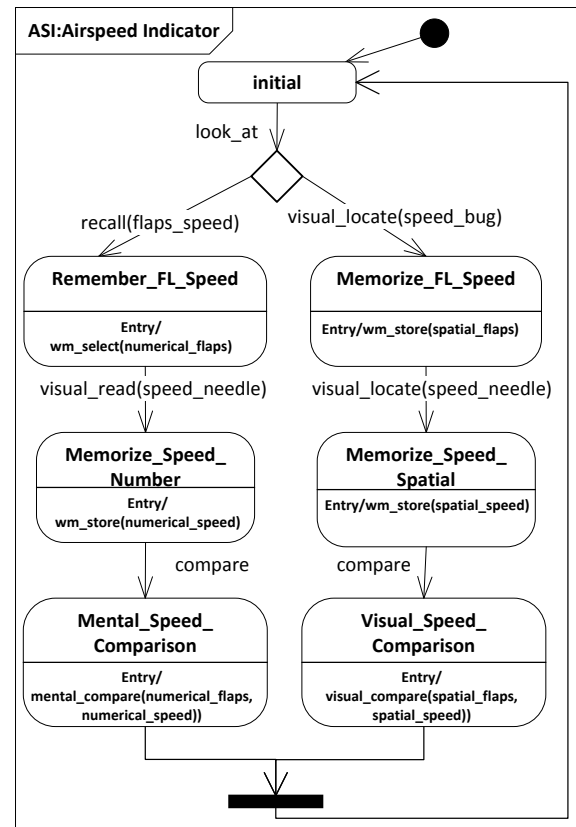 ASI:Airspeed Indicator
initial
look_at
recall(flaps_speed)
visual_locate(speed_bug)
Remember_FL_Speed
Entry/
wm_select(numerical_flaps)
Memorize_FL_Speed
Entry/wm_store(spatial_flaps)
visual_read(speed_needle)
visual_locate(speed_needle)
Memorize_Speed_
Number
Entry/
wm_store(numerical_speed)
Memorize_Speed_
Spatial
Entry/wm_store(spatial_speed)
compare
compare
Mental_Speed_
Comparison
Entry/
mental_compare(numerical_flaps,
numerical_speed))
Visual_Speed_
Comparison
Entry/
visual_compare(spatial_flaps,
spatial_speed))